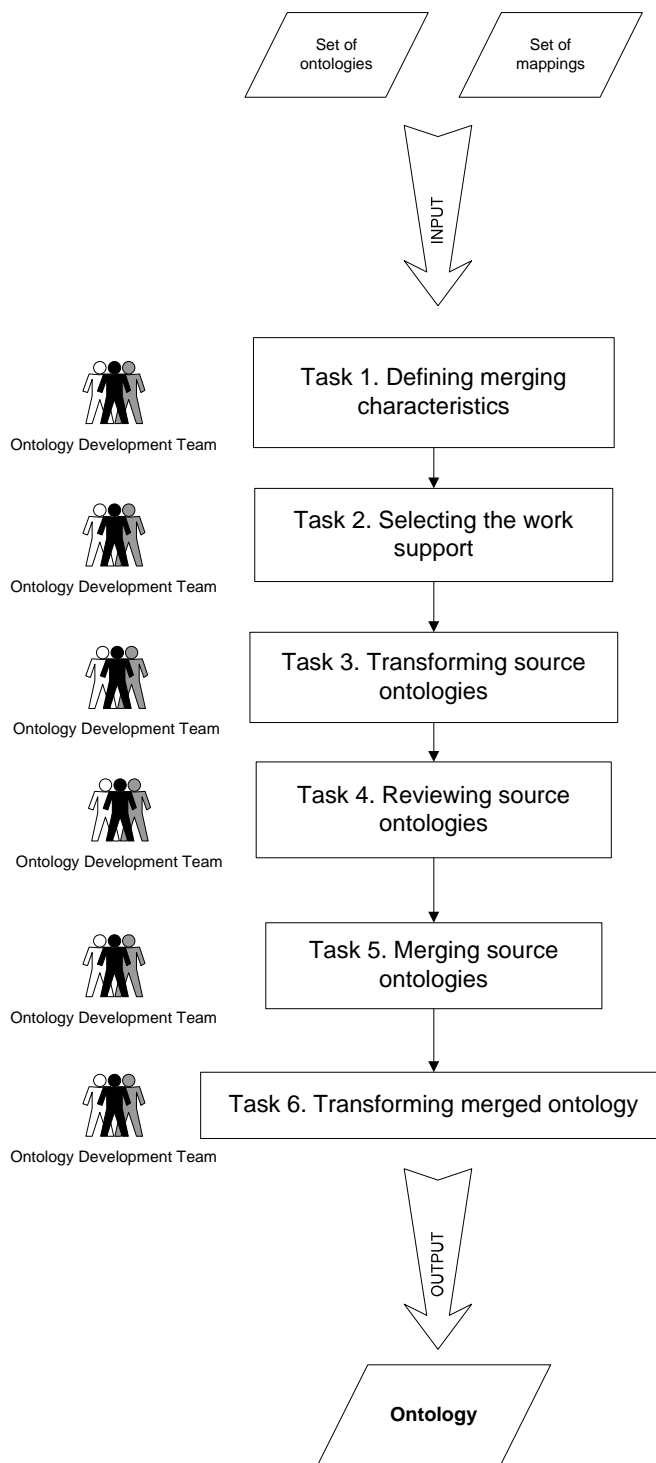 Set of
ontologies
Set of
mappings
INPUT
Task 1. Defining merging
characteristics
Ontology Development Team
Task 2. Selecting the work
support
Ontology Development Team
Task 3. Transforming source
ontologies
Ontology Development Team
Task 4. Reviewing source
ontologies
Ontology Development Team
Task 5. Merging source
ontologies
Ontology Development Team
Task 6. Transforming merged ontology
Ontology Development Team
OUTPUT
Ontology